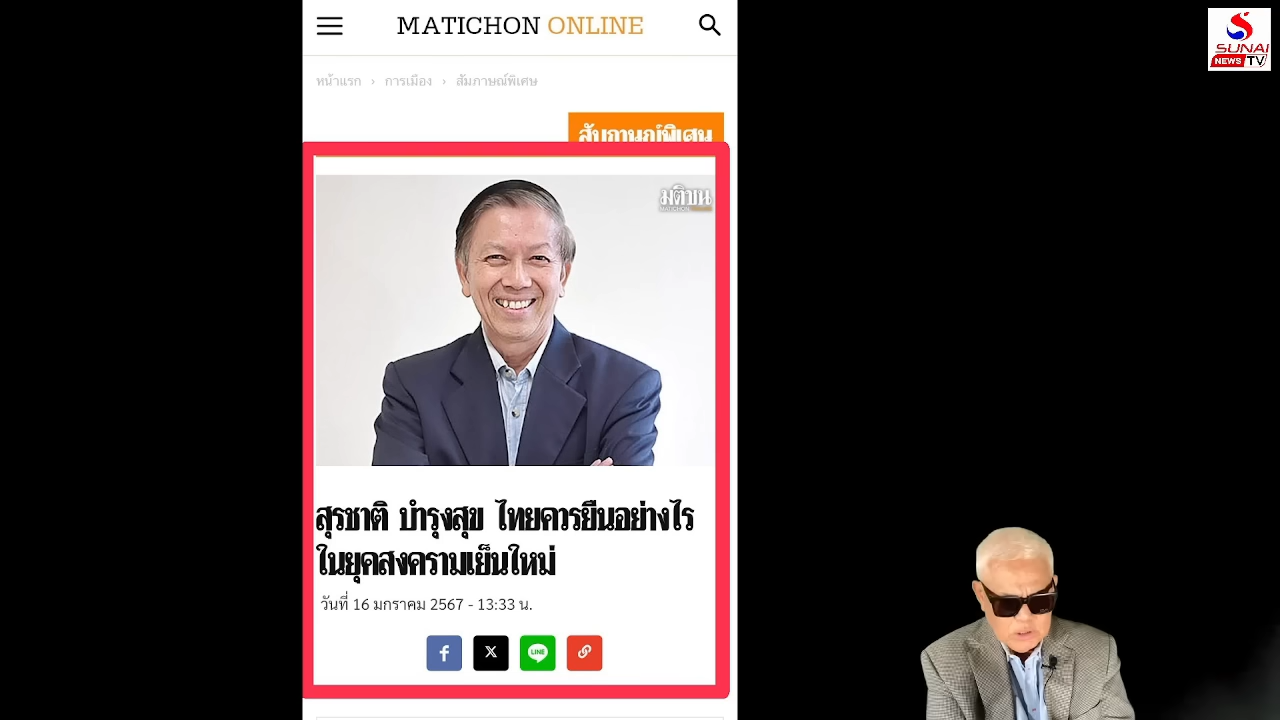 MATICHON ONLINE
SUNAI
NEWS TV
หน้าแรก › การเมือง › สัมภาษณ์พิเศษ
สัมภาษณ์พิเศษ
มติชน
MATICHON ONLINE
สุรชาติ บำรุงสุข ไทยควรยืนอย่างไร
ในยุคสงครามเย็นใหม่
วันที่ 16 มกราคม 2567 - 13:33 น.
f
X
LINE